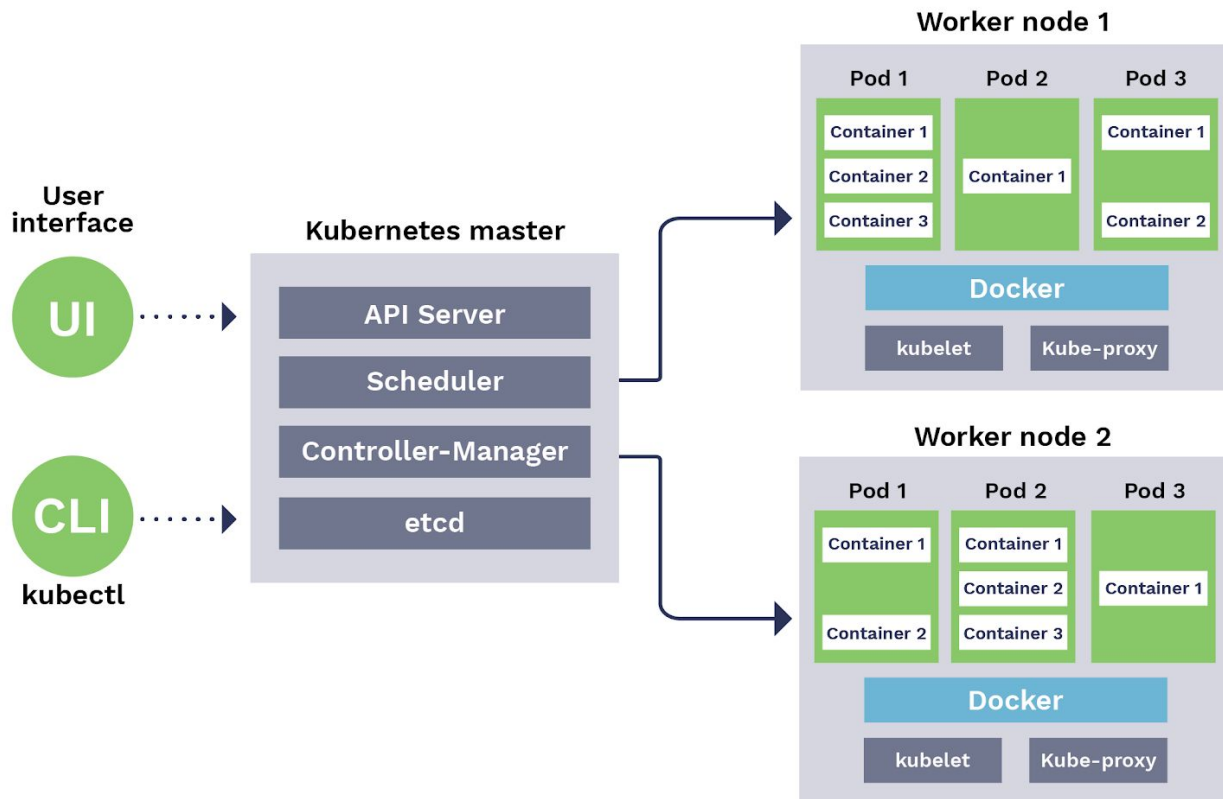 User
interface
UI
CLI
kubectl
Kubernetes master
API Server
Scheduler
Controller-Manager
etcd
Worker node 1
Pod 1
Container 1
Container 2
Container 3
Pod 2
Container 1
Pod 3
Container 1
Container 2
Docker
kubelet
Kube-proxy
Worker node 2
Pod 1
Container 1
Container 2
Pod 2
Container 1
Container 2
Container 3
Pod 3
Container 1
Docker
kubelet
Kube-proxy